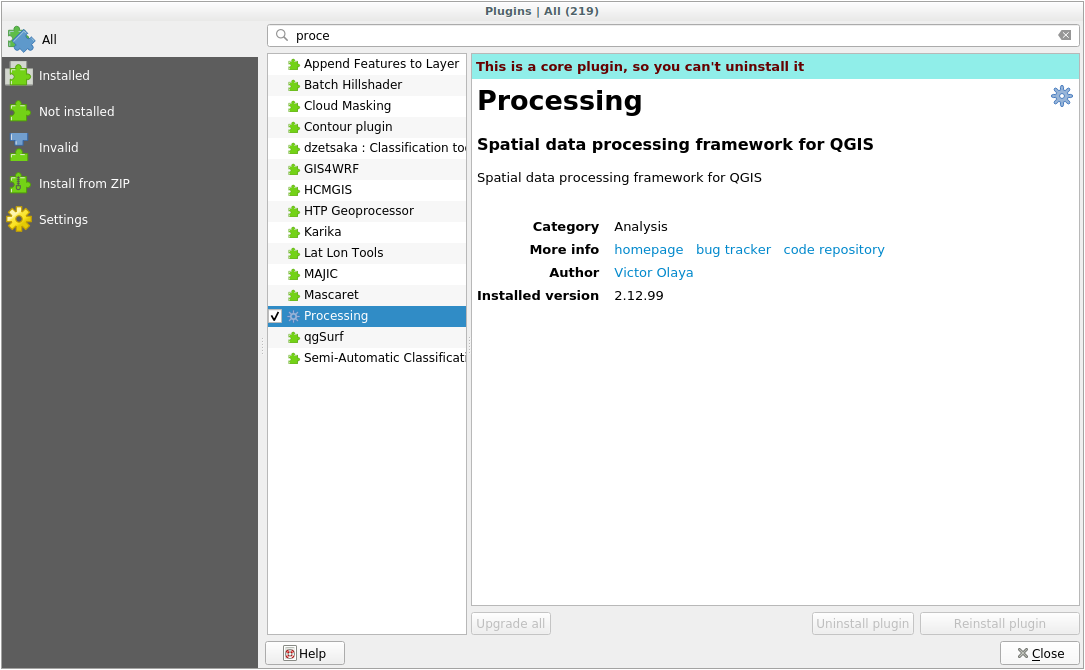 Plugins | All (219)
All
Installed
Not installed
Invalid
Install from ZIP
Settings
proce
Append Features to Layer
Batch Hillshader
Cloud Masking
Contour plugin
dzetsaka : Classification too
GIS4WRF
HCMGIS
HTP Geoprocessor
Karika
Lat Lon Tools
MAJIC
Mascaret
Processing
qgSurf
Semi-Automatic Classificati
This is a core plugin, so you can't uninstall it
Processing
Spatial data processing framework for QGIS
Spatial data processing framework for QGIS
Category Analysis
More info homepage bug tracker code repository
Author Victor Olaya
Installed version 2.12.99
Upgrade all Uninstall plugin Reinstall plugin
Help Close